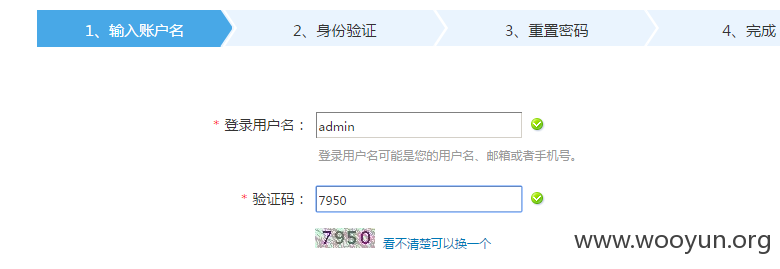 1、输入账户名 2、身份验证 3、重置密码 4、完成
* 登录用户名： admin
登录用户名可能是您的用户名、邮箱或者手机号。
* 验证码： 7950
7950 看不清楚可以换一个
www.wooyun.org